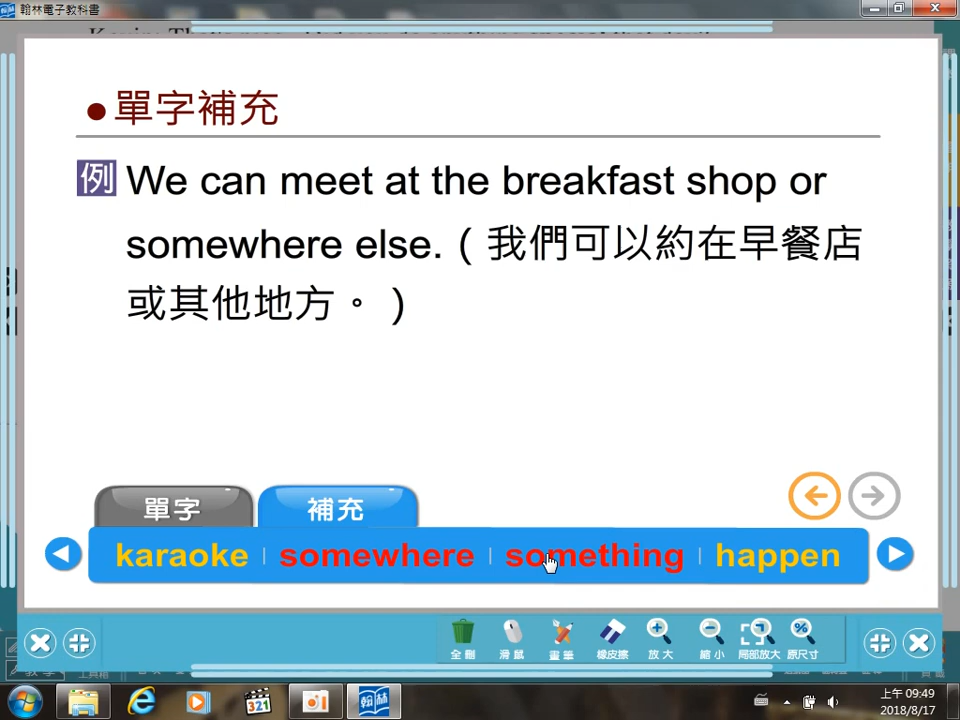 翰林電子教科書
●單字補充
例 We can meet at the breakfast shop or
somewhere else.（我們可以約在早餐店
或其他地方。）
單字 補充
karaoke | somewhere | something | happen
全刪 滑鼠 畫筆 橡皮擦 放大 縮小 局部放大 原尺寸
321 翰林 上午 09:49
2018/8/17